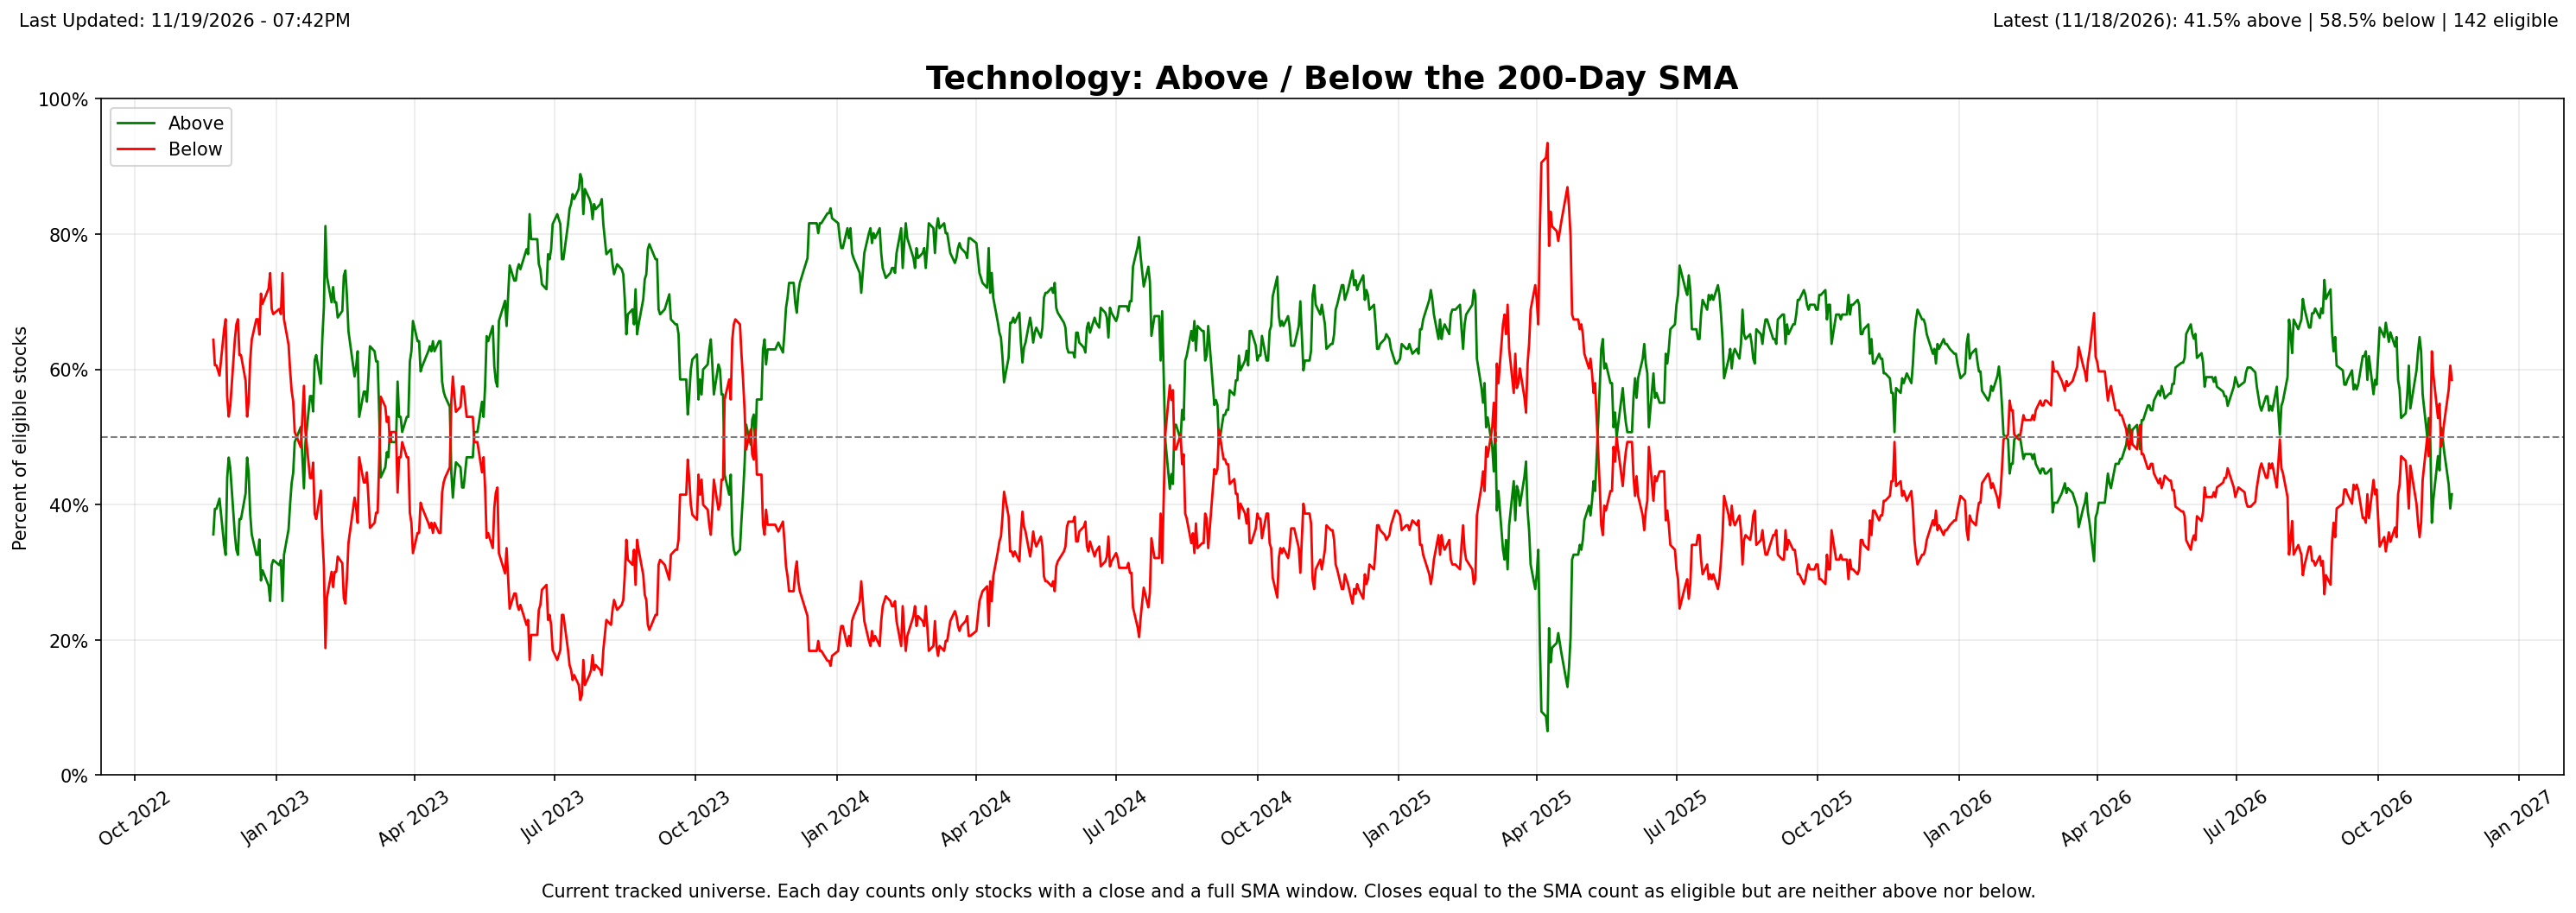 Last Updated: 11/19/2026 - 07:42PM
Latest (11/18/2026): 41.5% above | 58.5% below | 142 eligible
Technology: Above / Below the 200-Day SMA
Above
Below
Percent of eligible stocks
100%
80%
60%
40%
20%
0%
Oct 2022
Jan 2023
Apr 2023
Jul 2023
Oct 2023
Jan 2024
Apr 2024
Jul 2024
Oct 2024
Jan 2025
Apr 2025
Jul 2025
Oct 2025
Jan 2026
Apr 2026
Jul 2026
Oct 2026
Jan 2027
Current tracked universe. Each day counts only stocks with a close and a full SMA window. Closes equal to the SMA count as eligible but are neither above nor below.